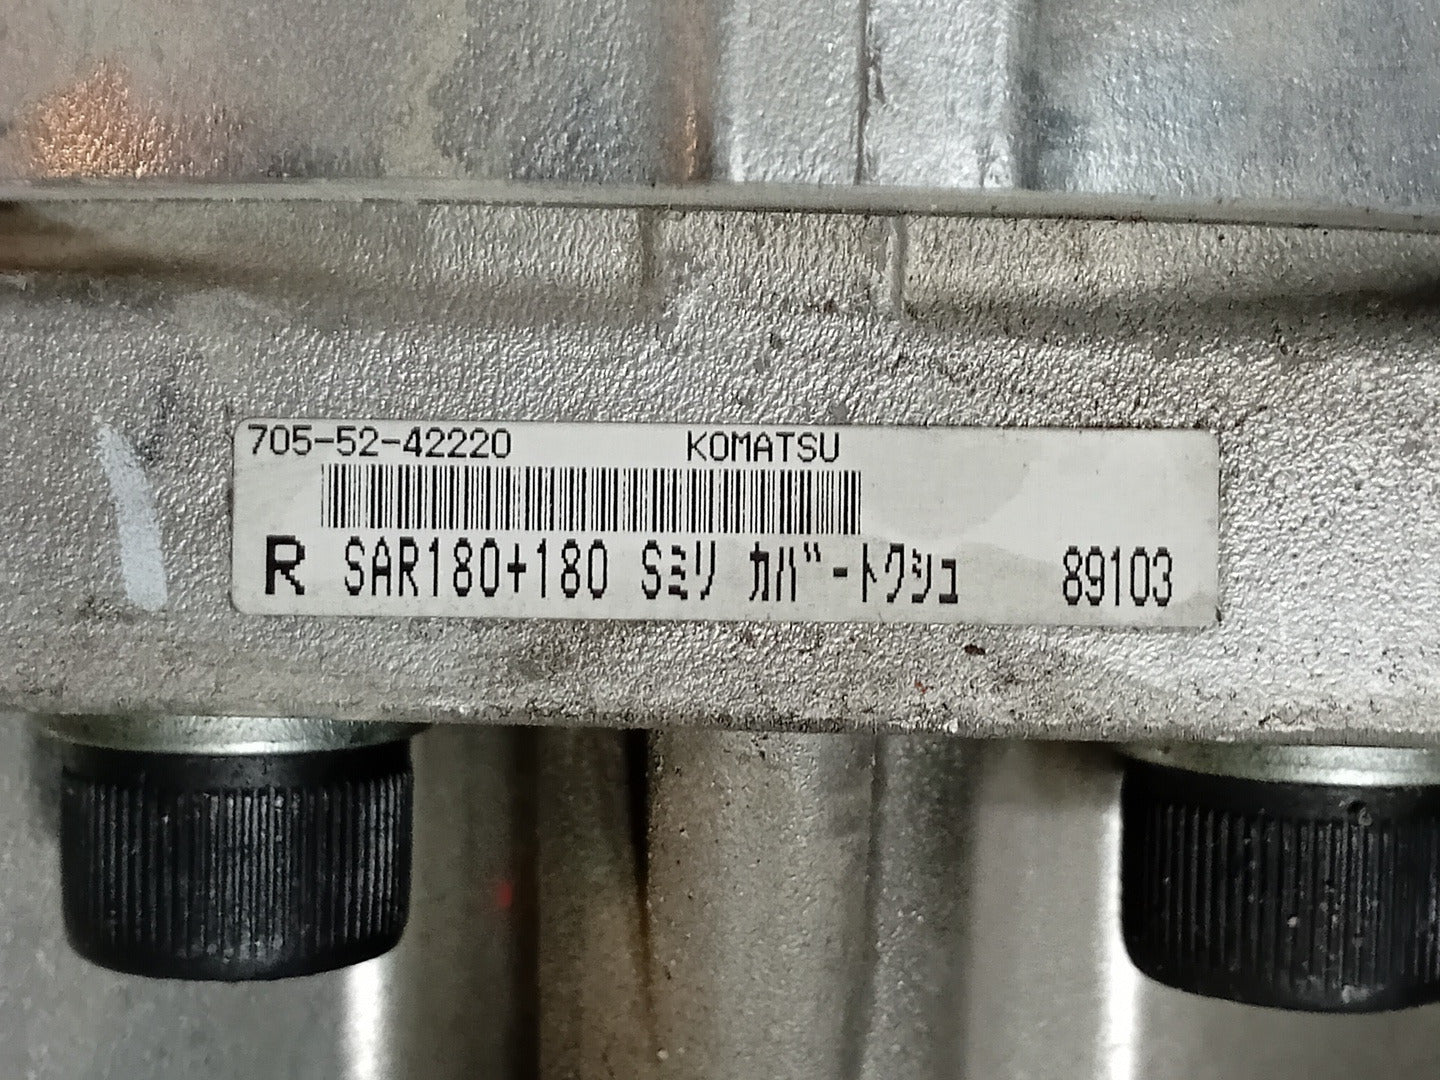 705-52-42220 KOMATSU
R SAR180+180 Sﾐﾘ ｶﾊﾞｰﾄｸｼｭ 89103